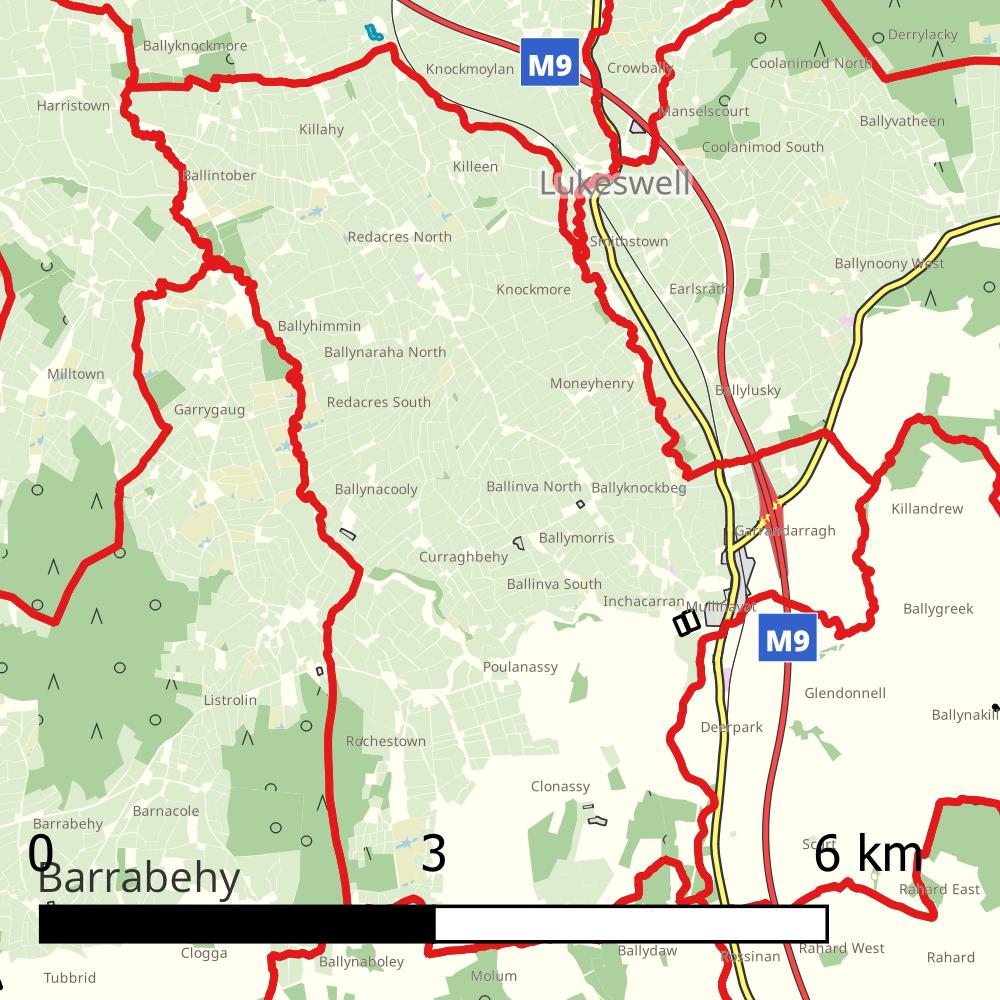 Derrylacky
Ballyknockmore
Coolanimod North
M9
Knockmoylan
Crowbally
Harristown
Manselscourt
Ballyvatheen
Killahy
Coolanimod South
Killeen
Ballintober
Lukeswell
Redacres North
Smithstown
Ballynoony West
Knockmore
Earlsrath
Ballyhimmin
Ballynaraha North
Milltown
Moneyhenry
Ballylusky
Redacres South
Garrygaug
Ballynacooly
Ballinva North
Ballyknockbeg
Killandrew
Garrandarragh
Ballymorris
Curraghbehy
Ballinva South
Inchacarran
Mullinavat
Ballygreek
M9
Poulanassy
Glendonnell
Listrolin
Ballynakill
Deerpark
Rochestown
Clonassy
Barnacole
Barrabehy
Scart
0
3
6 km
Barrabehy
Rahard East
Clogga
Ballydaw
Rahard West
Rossinan
Rahard
Ballynaboley
Tubbrid
Molum